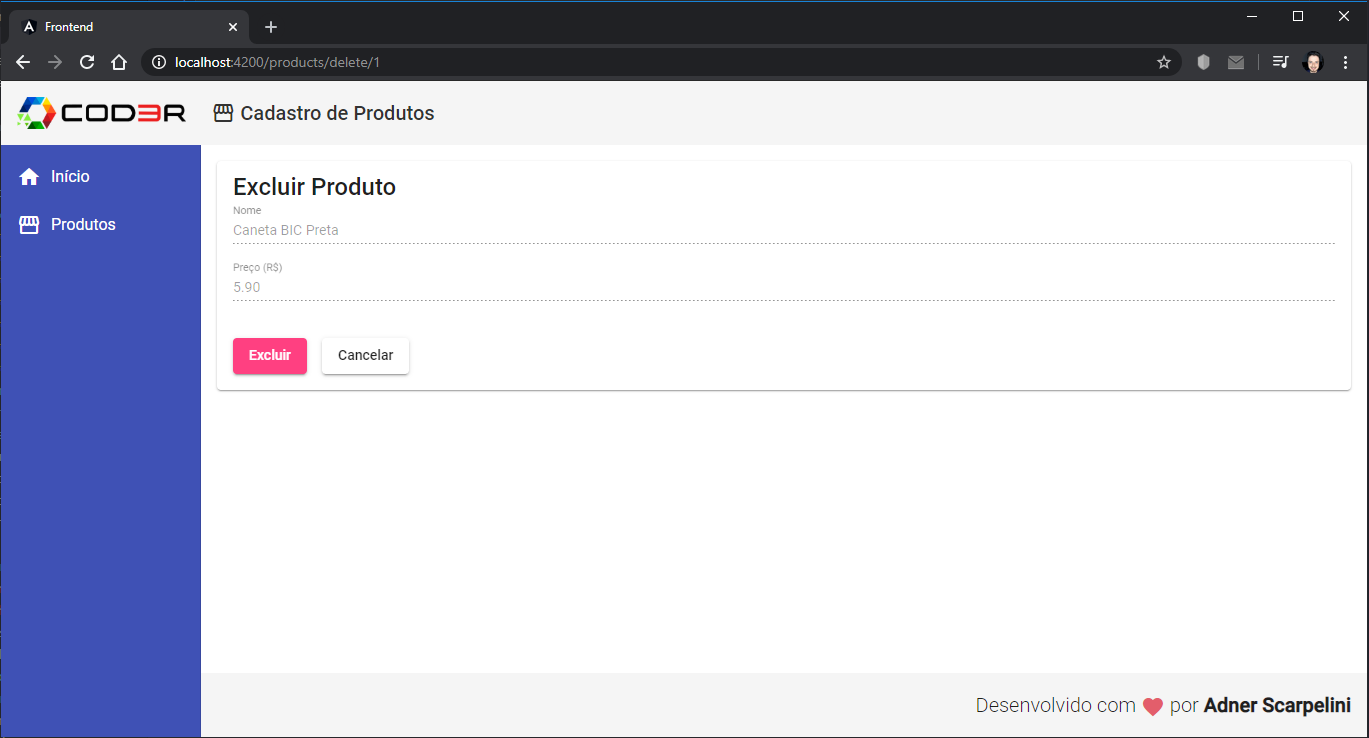 Frontend
localhost:4200/products/delete/1
COD3R
Cadastro de Produtos
Início
Produtos
Excluir Produto
Nome
Caneta BIC Preta
Preço (R$)
5.90
Excluir Cancelar
Desenvolvido com por Adner Scarpelini